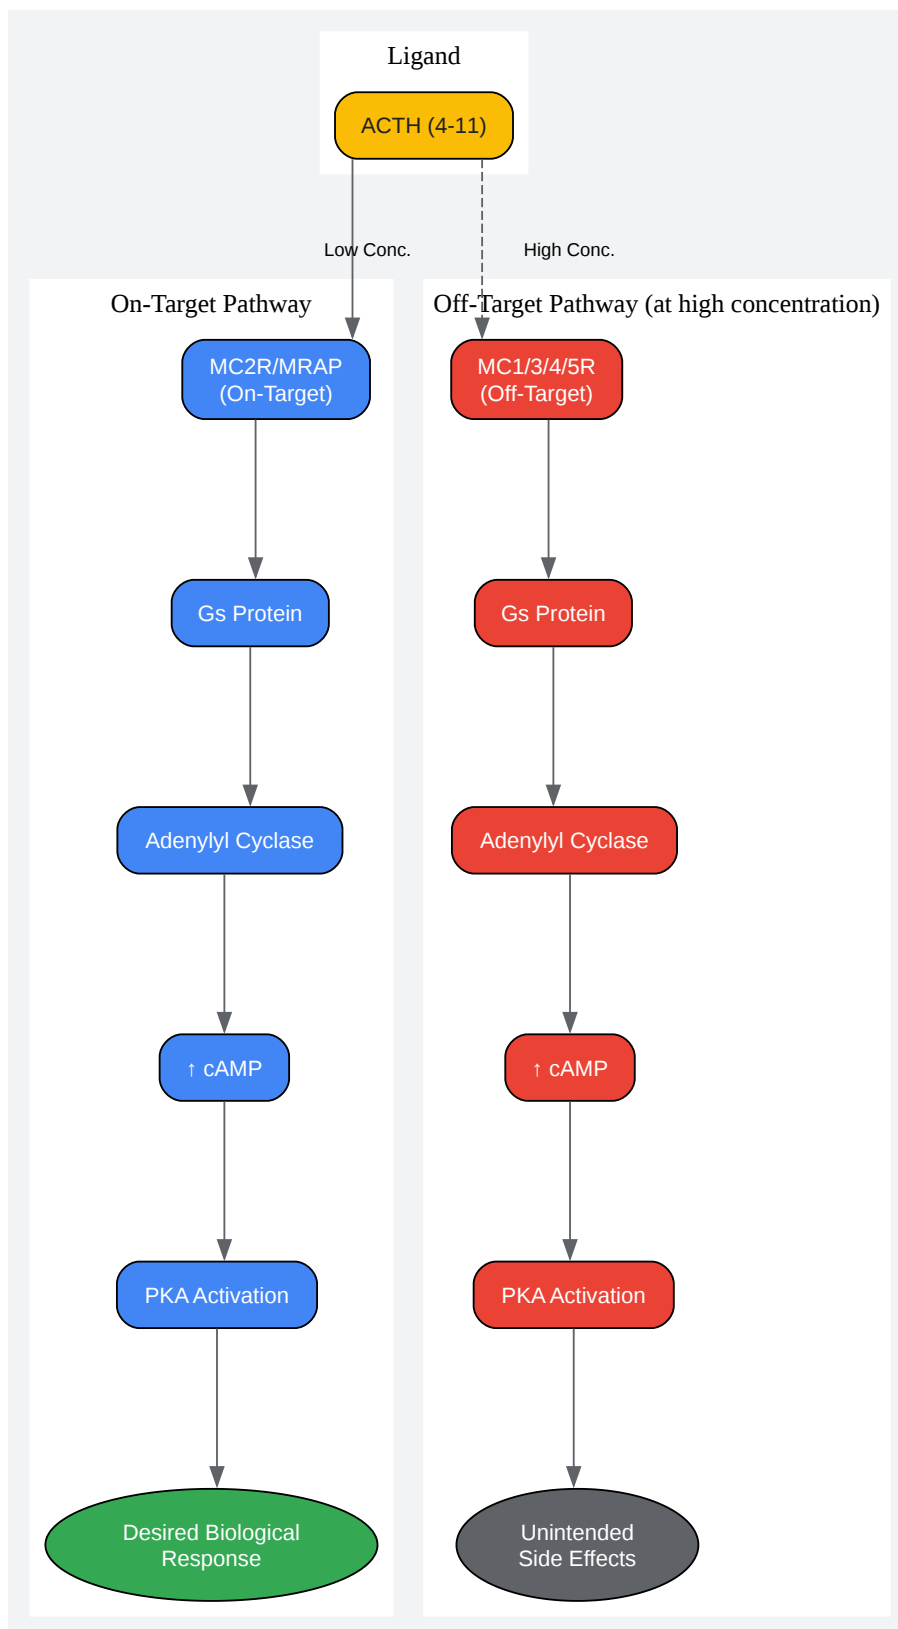 Ligand
ACTH (4-11)
Low Conc.
High Conc.
On-Target Pathway
MC2R/MRAP
(On-Target)
Gs Protein
Adenylyl Cyclase
↑ cAMP
PKA Activation
Desired Biological
Response
Off-Target Pathway (at high concentration)
MC1/3/4/5R
(Off-Target)
Gs Protein
Adenylyl Cyclase
↑ cAMP
PKA Activation
Unintended
Side Effects